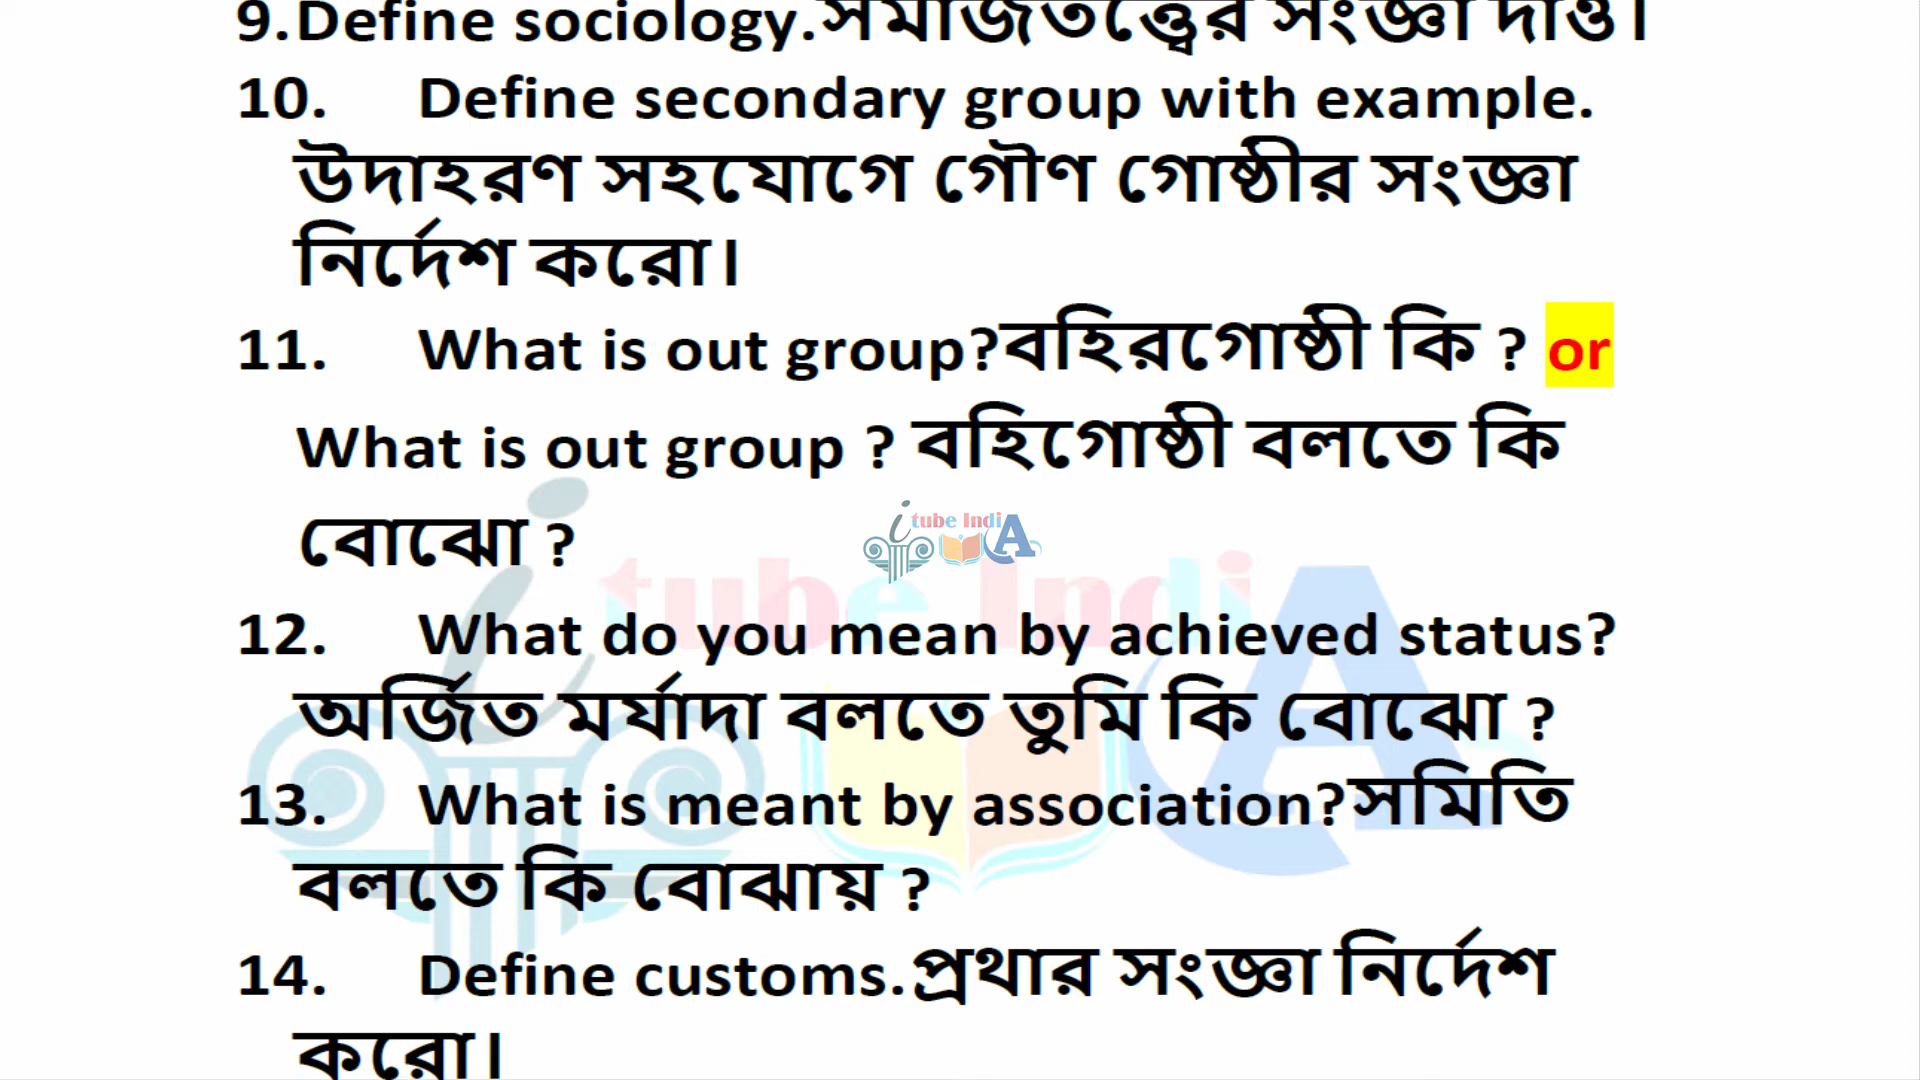 9.Define sociology.সমাজতত্ত্বের সংজ্ঞা দাও।
10. Define secondary group with example.
উদাহরণ সহযোগে গৌণ গোষ্ঠীর সংজ্ঞা
নির্দেশ করো।
11. What is out group?বহিরগোষ্ঠী কি ? or
What is out group ? বহিগোষ্ঠী বলতে কি
বোঝো ?
i tube IndiA
12. What do you mean by achieved status?
অর্জিত মর্যাদা বলতে তুমি কি বোঝো ?
13. What is meant by association?সমিতি
বলতে কি বোঝায় ?
14. Define customs.প্রথার সংজ্ঞা নির্দেশ
করো।